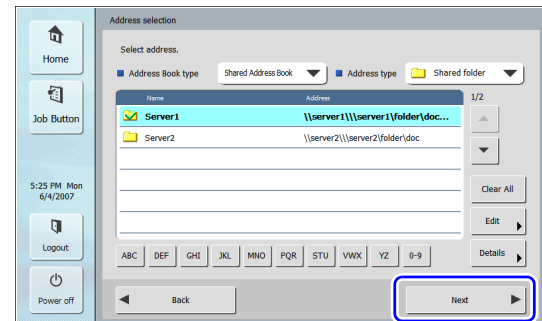 Address selection
Home
Select address.
Address Book type
Shared Address Book
Address type
Shared folder
Job Button
Name
Address
1/2
Server1
\\server1\\\server1\folder\doc...
Server2
\\server2\\\server2\folder\doc
5:25 PM Mon
6/4/2007
Clear All
Edit
Logout
ABC
DEF
GHI
JKL
MNO
PQR
STU
VWX
YZ
0-9
Details
Power off
Back
Next